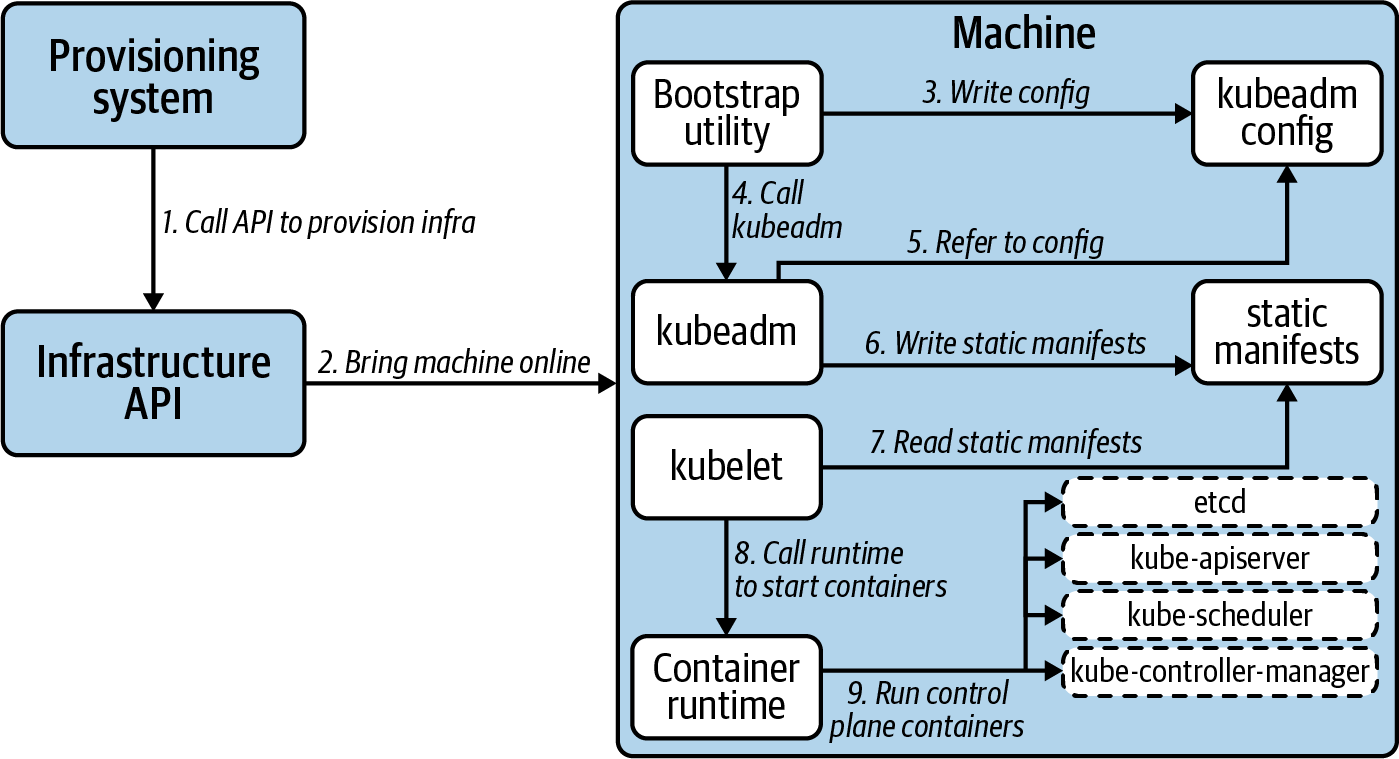 Provisioning
system
1. Call API to provision infra
Infrastructure
API
2. Bring machine online
Machine
Bootstrap
utility
3. Write config
kubeadm
config
4. Call
kubeadm
5. Refer to config
kubeadm
6. Write static manifests
static
manifests
kubelet
7. Read static manifests
8. Call runtime
to start containers
Container
runtime
9. Run control
plane containers
etcd
kube-apiserver
kube-scheduler
kube-controller-manager